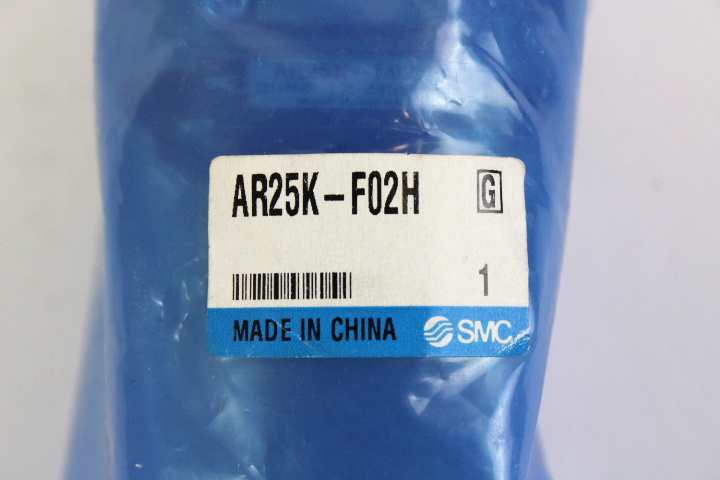 AR25K-F02H G
1
MADE IN CHINA SMC